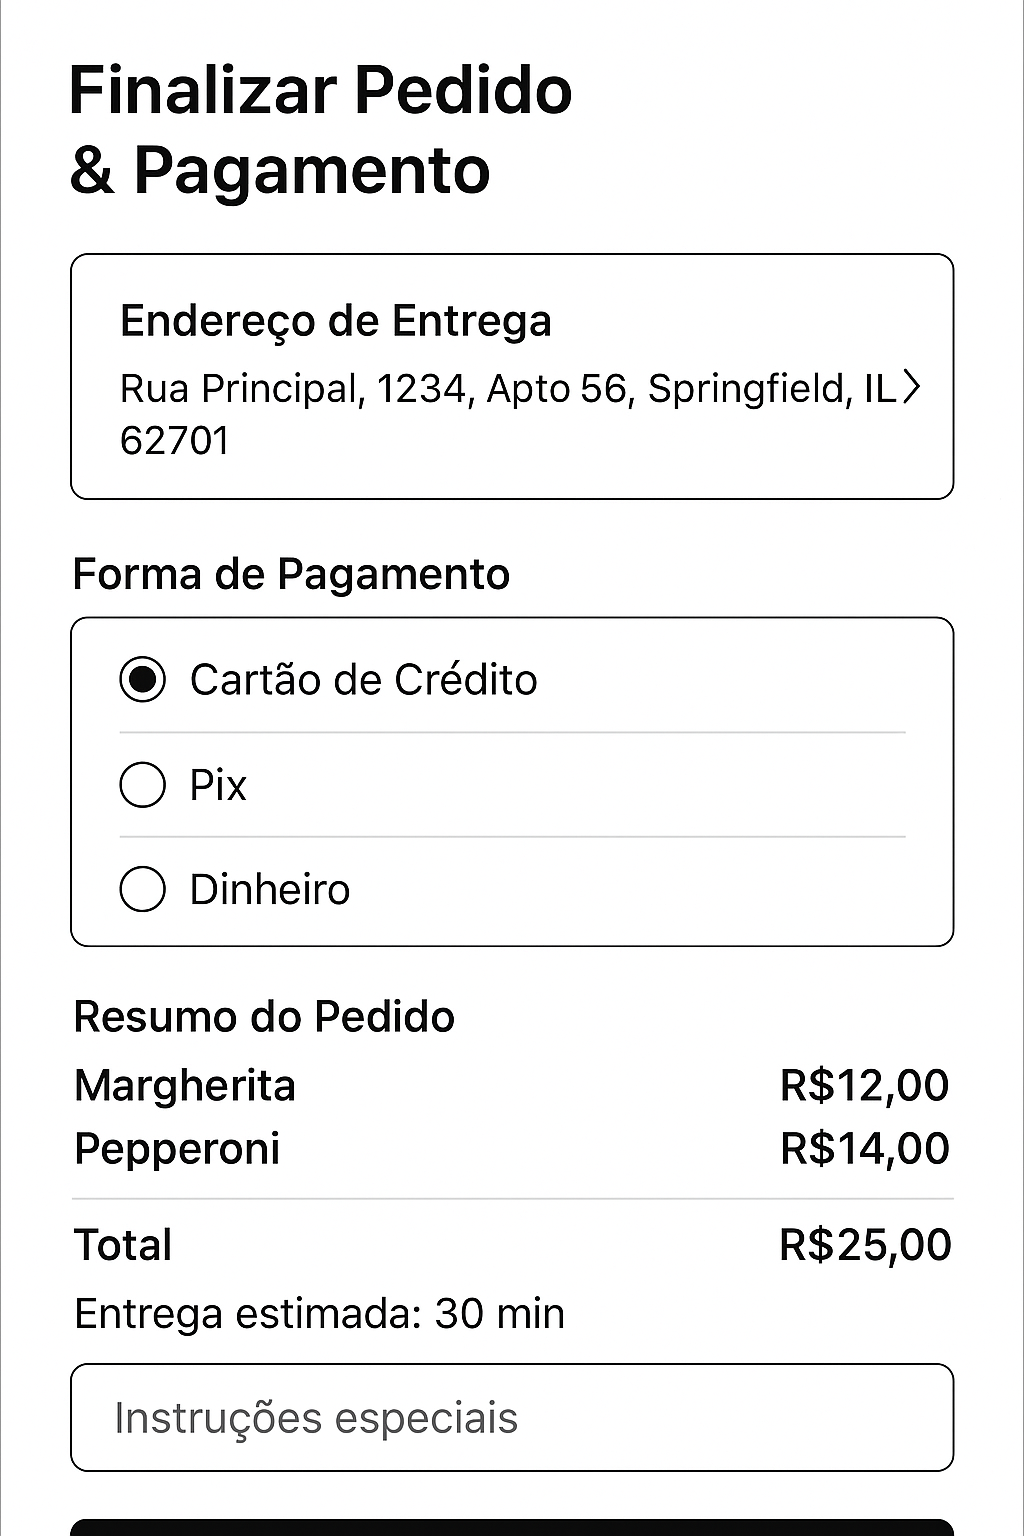 Finalizar Pedido
& Pagamento
Endereço de Entrega
Rua Principal, 1234, Apto 56, Springfield, IL
62701
Forma de Pagamento
Cartão de Crédito
Pix
Dinheiro
Resumo do Pedido
Margherita R$12,00
Pepperoni R$14,00
Total R$25,00
Entrega estimada: 30 min
Instruções especiais